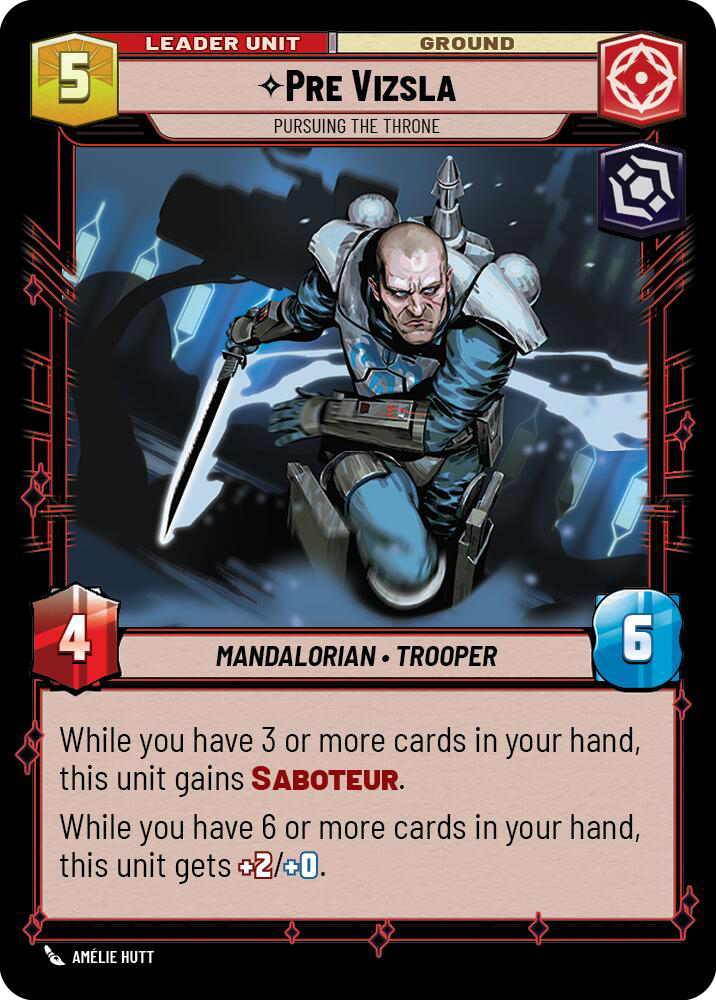 LEADER UNIT
GROUND
5
PRE VIZSLA
PURSUING THE THRONE
4
MANDALORIAN • TROOPER
6
While you have 3 or more cards in your hand,
this unit gains SABOTEUR.
While you have 6 or more cards in your hand,
this unit gets +2/+0.
AMÉLIE HUTT